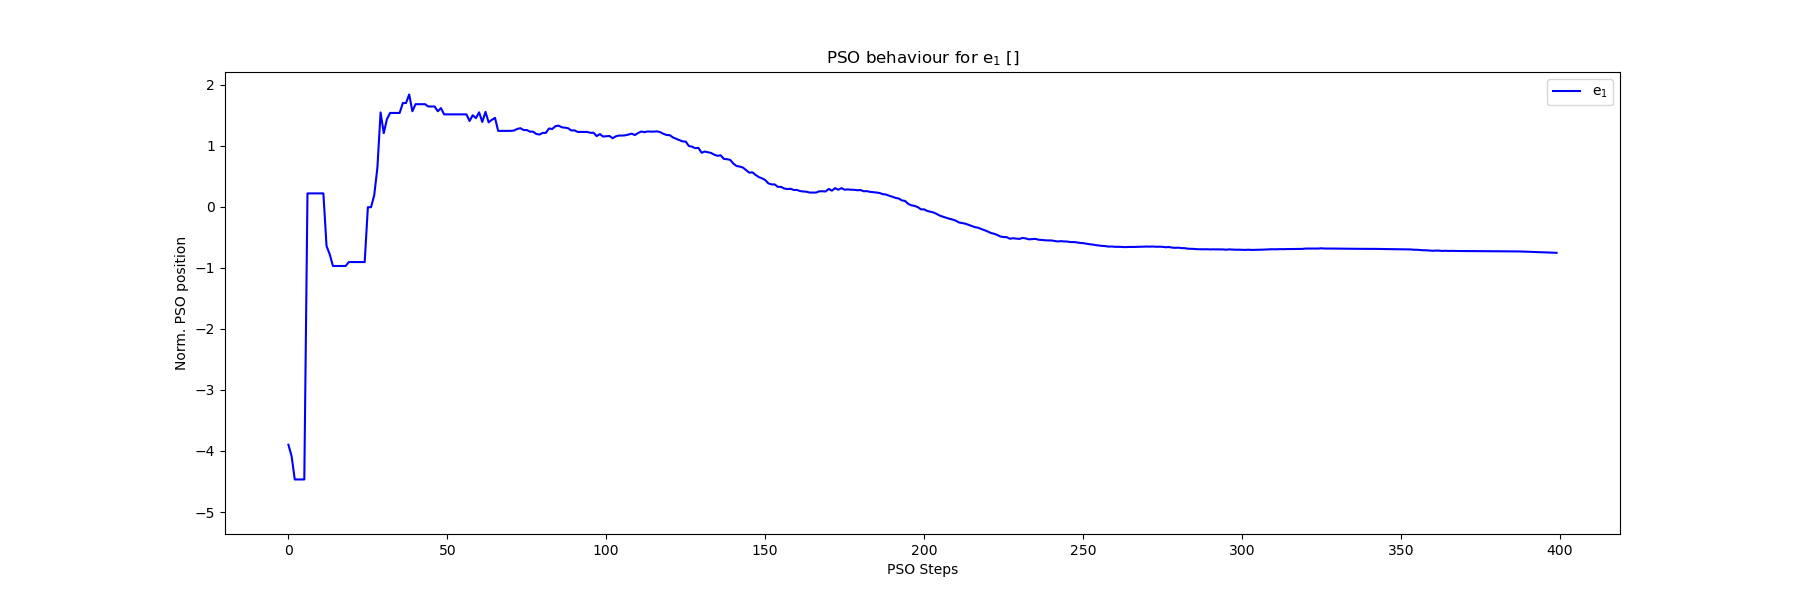 PSO behaviour for e₁ []
e₁
Norm. PSO position
2
1
0
−1
−2
−3
−4
−5
0 50 100 150 200 250 300 350 400
PSO Steps